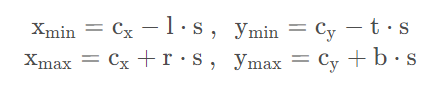 x_min = c_x − l · s , y_min = c_y − t · s
x_max = c_x + r · s , y_max = c_y + b · s